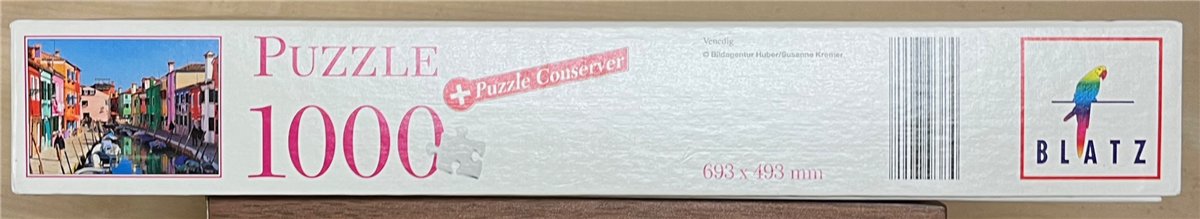 PUZZLE
1000
+ Puzzle Conserver
Venedig
© Bildagentur Huber/Susanne Kremer
693 x 493 mm
BLATZ